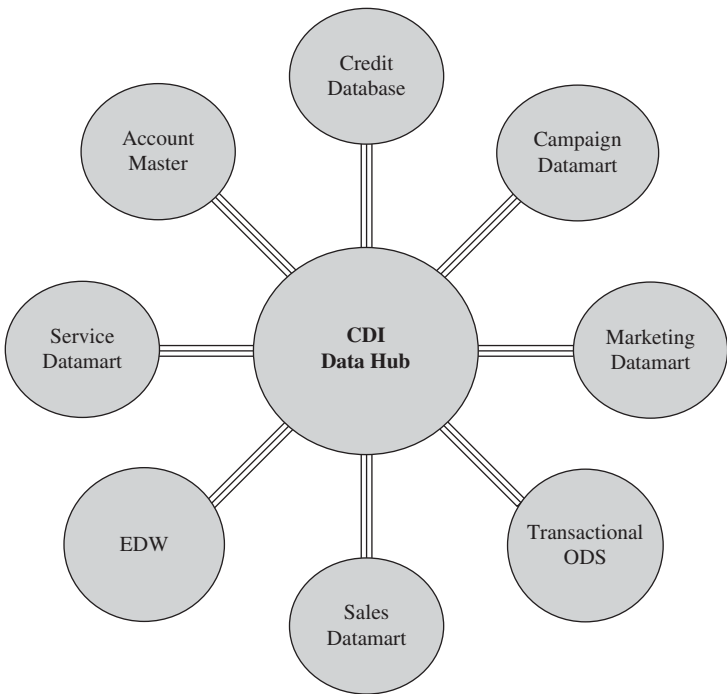 Credit
Database
Account
Master
Campaign
Datamart
CDI
Data Hub
Service
Datamart
Marketing
Datamart
EDW
Transactional
ODS
Sales
Datamart